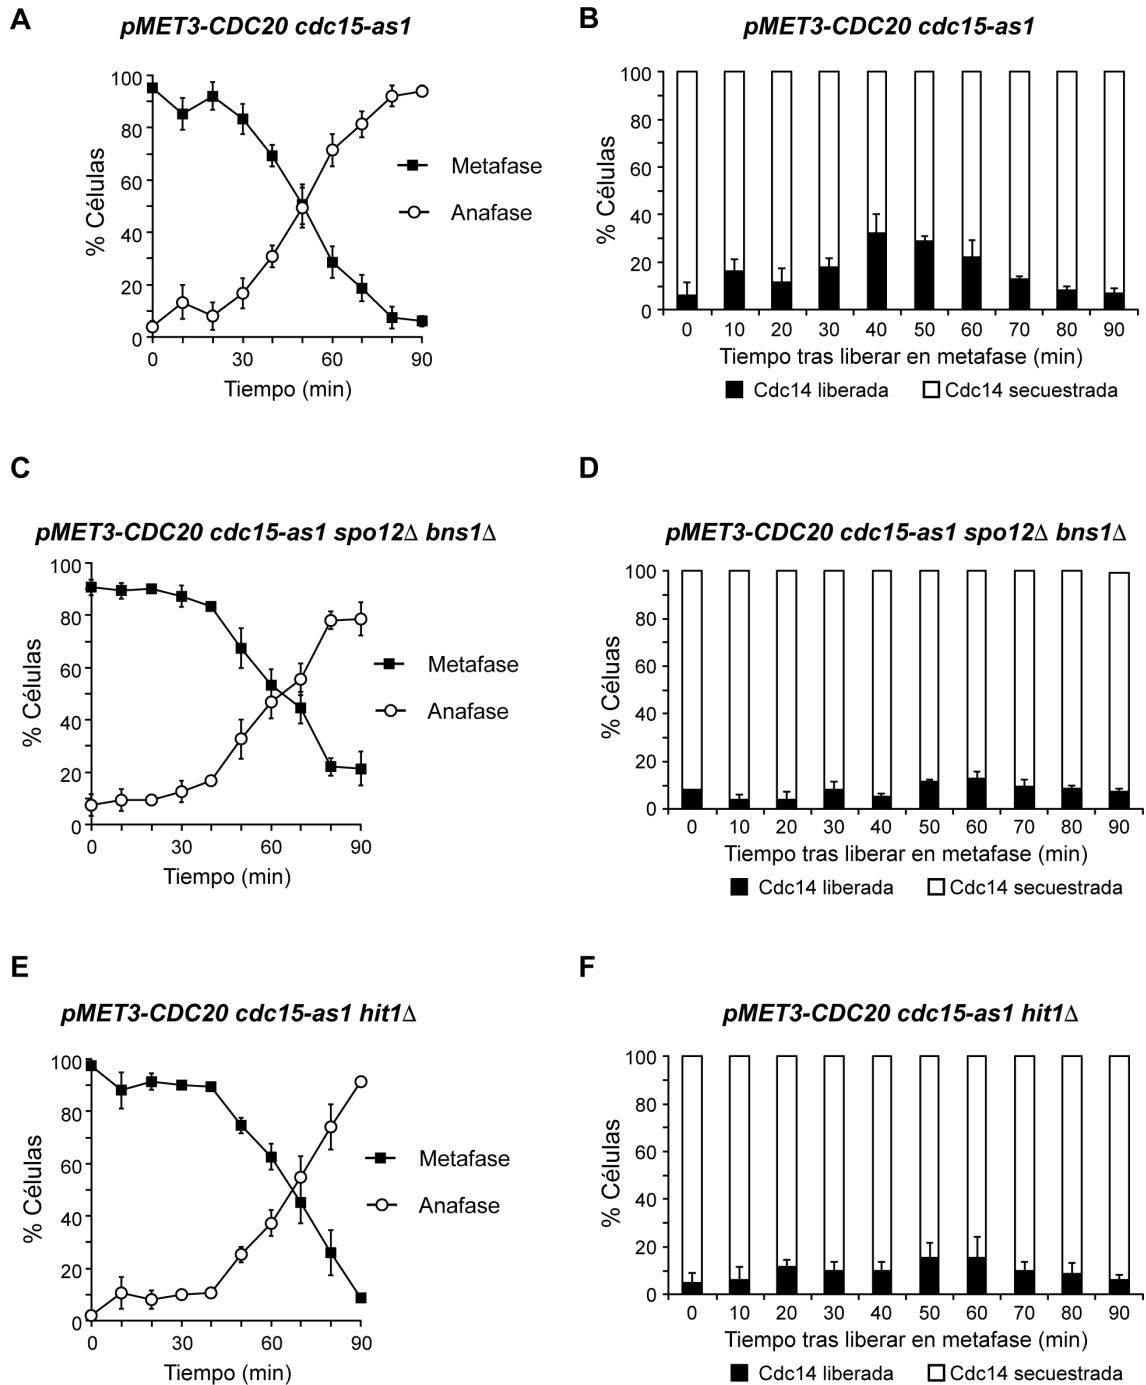 A
pMET3-CDC20 cdc15-as1
100
80
60
40
20
0
% Células
0 30 60 90
Tiempo (min)
Metafase
Anafase
B
pMET3-CDC20 cdc15-as1
100
80
60
40
20
0
% Células
0 10 20 30 40 50 60 70 80 90
Tiempo tras liberar en metafase (min)
Cdc14 liberada Cdc14 secuestrada
C
pMET3-CDC20 cdc15-as1 spo12Δ bns1Δ
100
80
60
40
20
0
% Células
0 30 60 90
Tiempo (min)
Metafase
Anafase
D
pMET3-CDC20 cdc15-as1 spo12Δ bns1Δ
100
80
60
40
20
0
% Céluas
0 10 20 30 40 50 60 70 80 90
Tiempo tras liberar en metafase (min)
Cdc14 liberada Cdc14 secuestrada
E
pMET3-CDC20 cdc15-as1 hit1Δ
100
80
60
40
20
0
% Células
0 30 60 90
Tiempo (min)
Metafase
Anafase
F
pMET3-CDC20 cdc15-as1 hit1Δ
100
80
60
40
20
0
% Células
0 10 20 30 40 50 60 70 80 90
Tiempo tras liberar en metafase (min)
Cdc14 liberada Cdc14 secuestrada